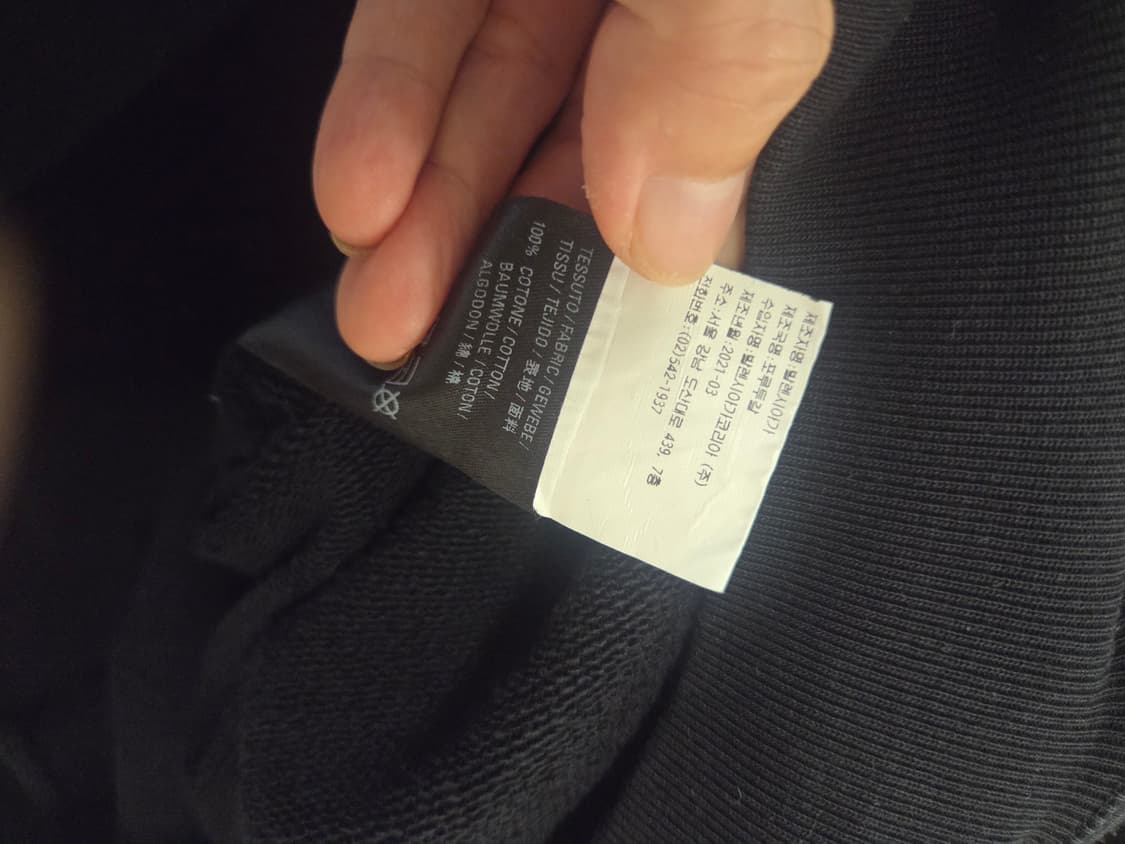 제조자명:발렌시아가
제조국명:포루투갈
수입자명:발렌시아가코리아 (주)
제조년월:2021-03
주소:서울 강남 도산대로 439, 7층
전화번호:(02)542-1937
TESSUTO / FABRIC / GEWEBE /
TISSU / TEJIDO / 表地 / 面料
100% COTONE / COTTON /
BAUMWOLLE / COTON /
ALGODON / 綿 / 棉